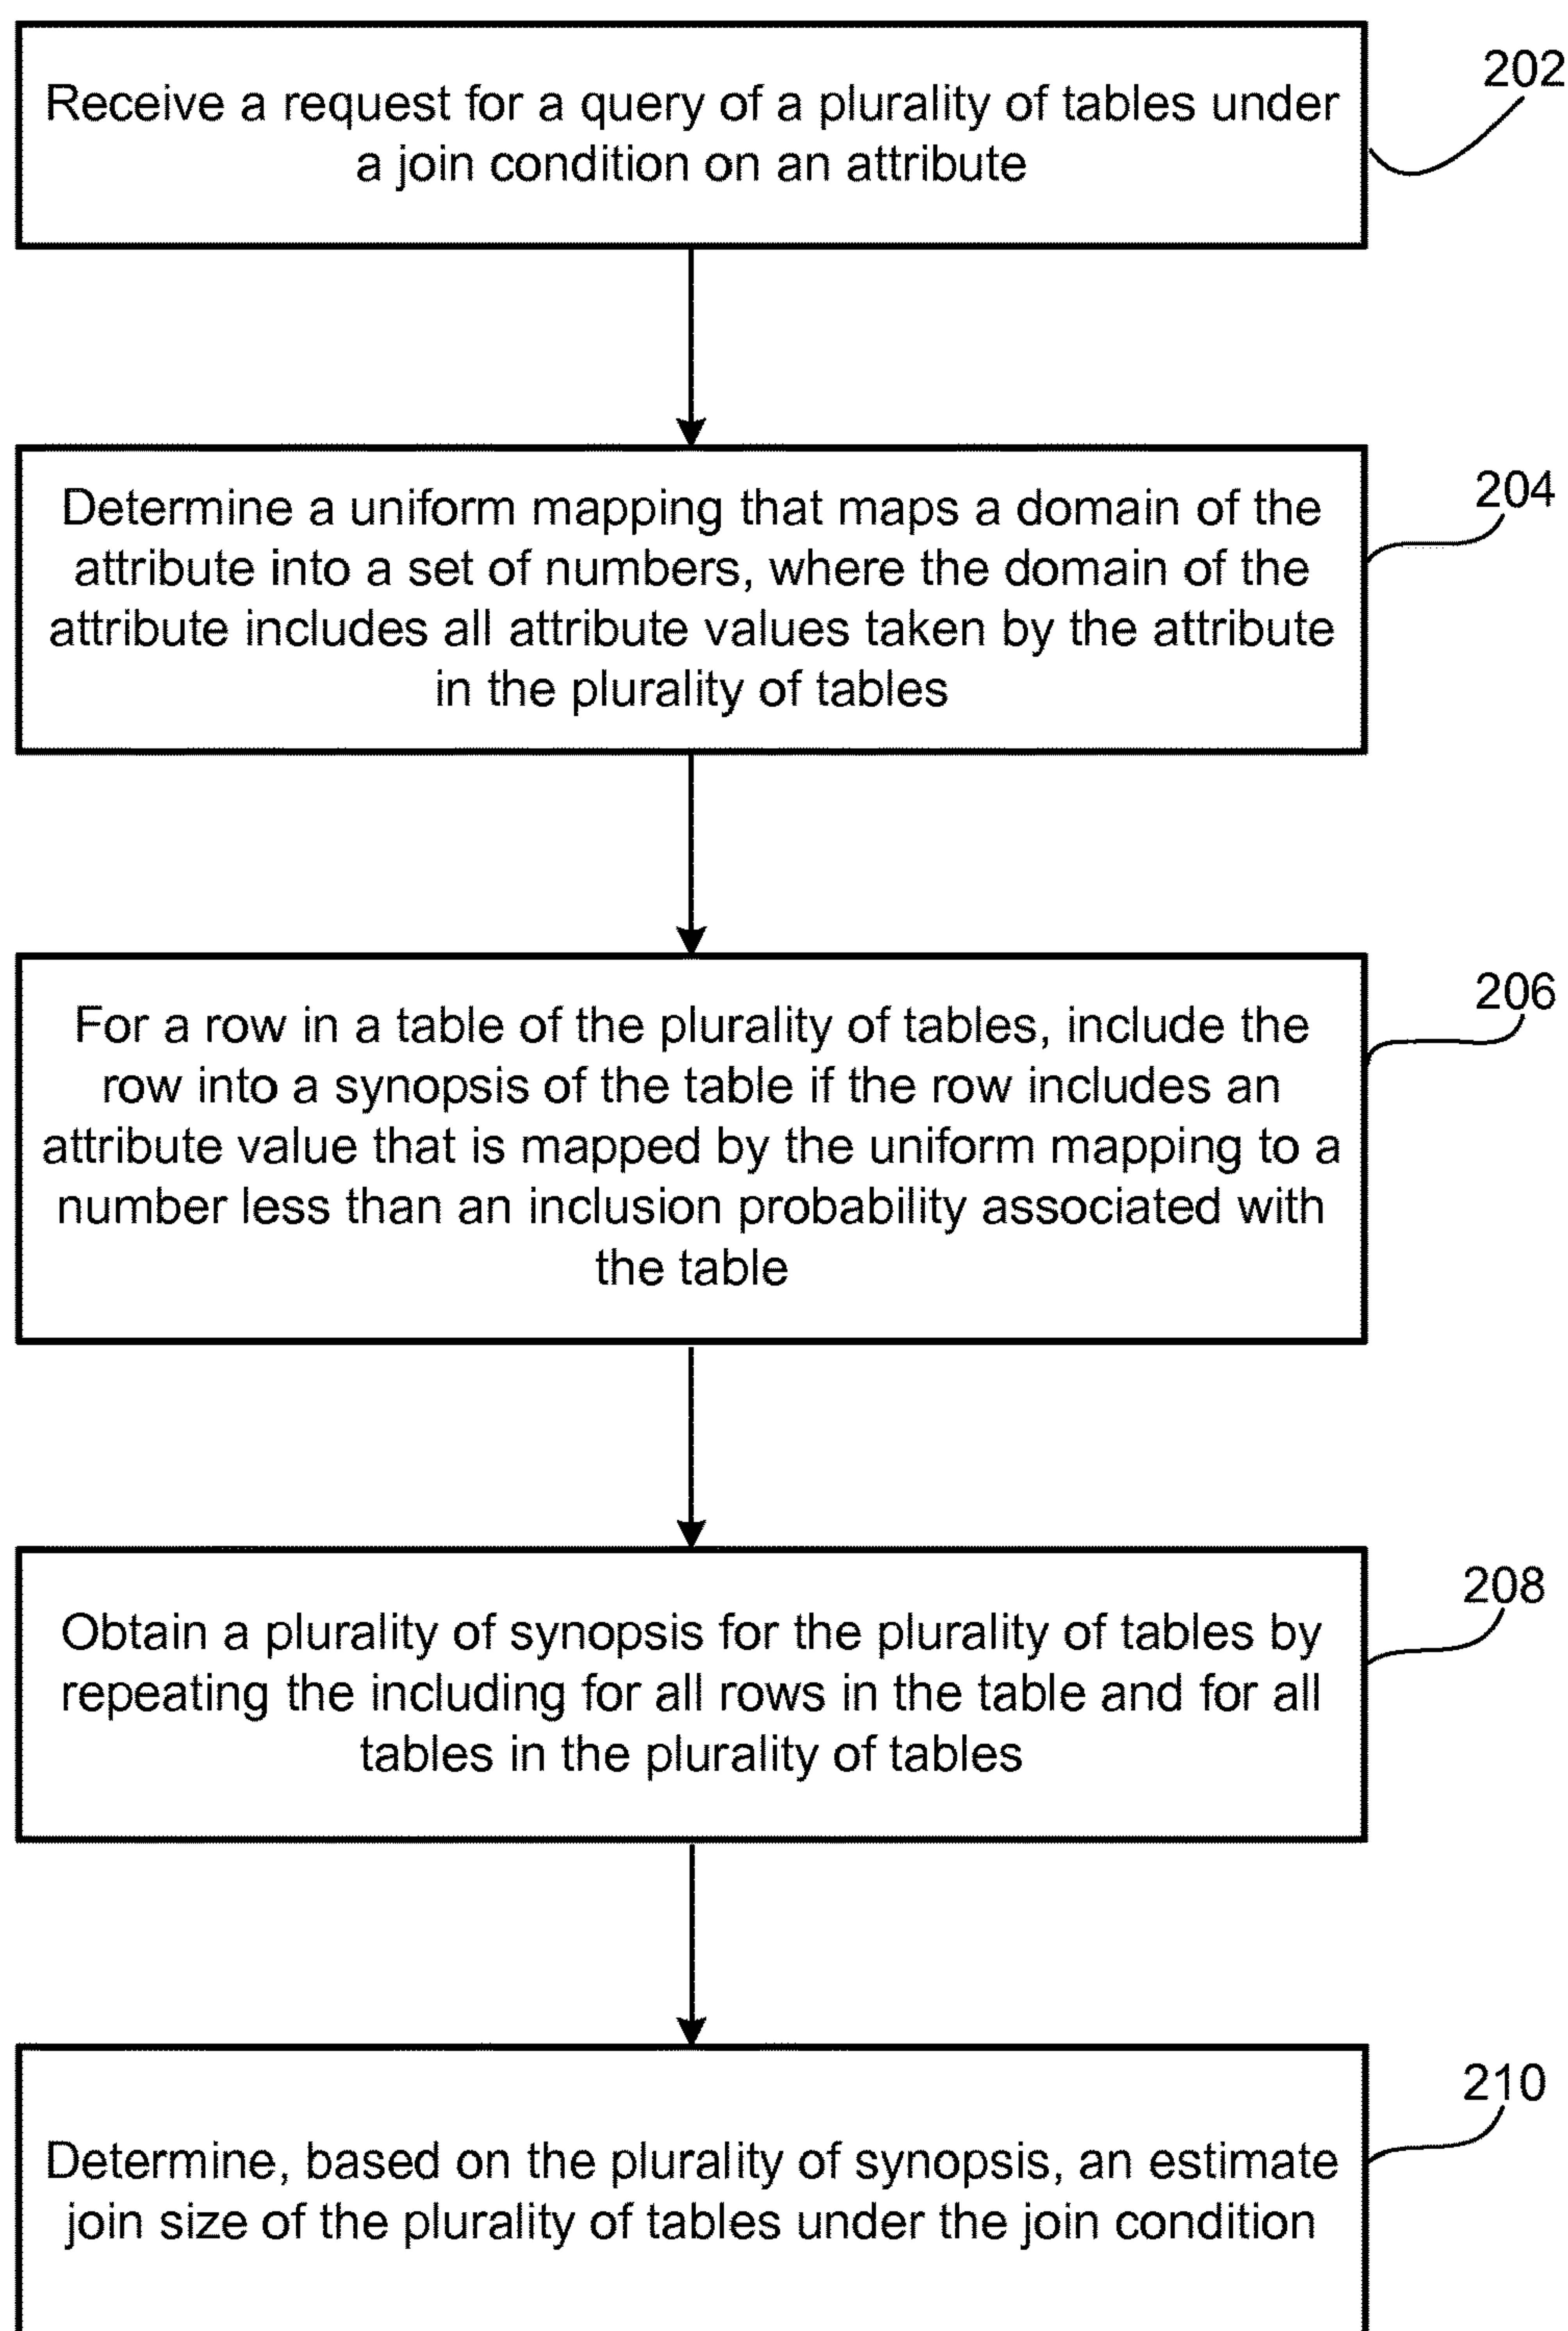 Receive a request for a query of a plurality of tables under
a join condition on an attribute
202
Determine a uniform mapping that maps a domain of the
attribute into a set of numbers, where the domain of the
attribute includes all attribute values taken by the attribute
in the plurality of tables
204
For a row in a table of the plurality of tables, include the
row into a synopsis of the table if the row includes an
attribute value that is mapped by the uniform mapping to a
number less than an inclusion probability associated with
the table
206
Obtain a plurality of synopsis for the plurality of tables by
repeating the including for all rows in the table and for all
tables in the plurality of tables
208
Determine, based on the plurality of synopsis, an estimate
join size of the plurality of tables under the join condition
210